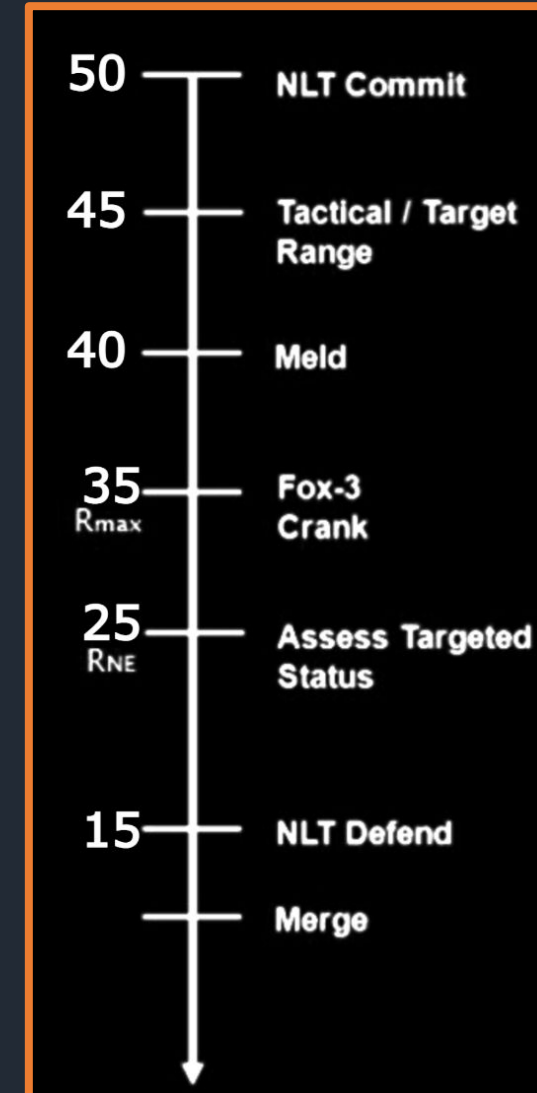 50 NLT Commit
45 Tactical / Target
Range
40 Meld
35 Fox-3
Rmax Crank
25 Assess Targeted
RNE Status
15 NLT Defend
Merge